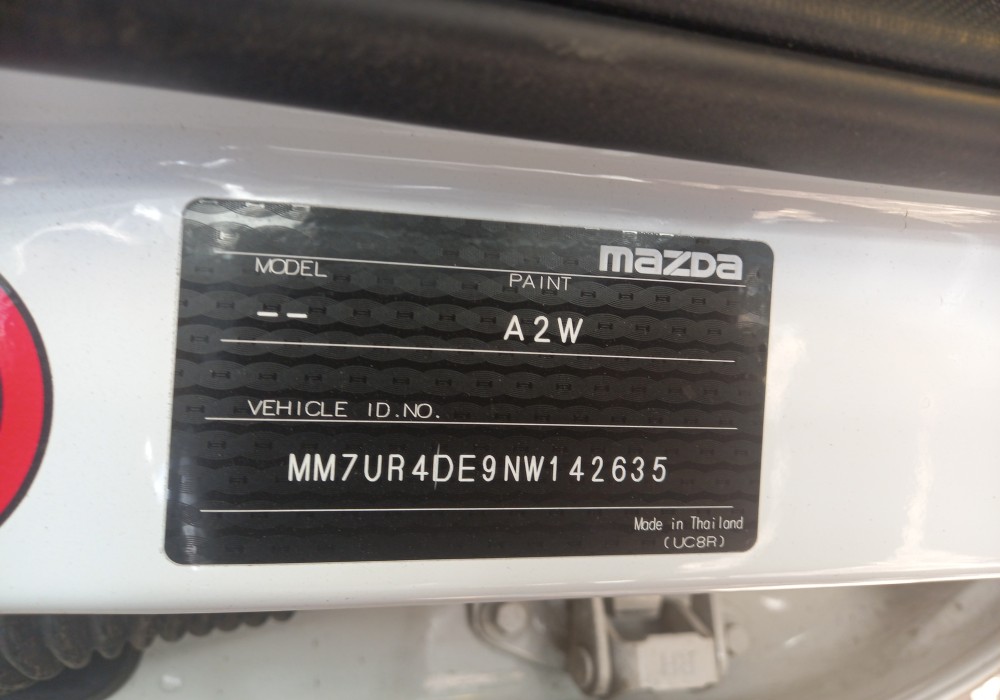 mazda
MODEL PAINT
-- A2W
VEHICLE ID.NO.
MM7UR4DE9NW142635
Made in Thailand
(UC8R)